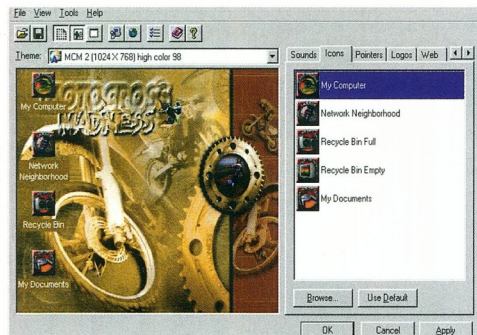 File View Tools Help
Theme: MCM 2 (1024 X 768) high color 98
Sounds Icons Pointers Logos Web
MOTOCROSS
MADNESS
My Computer
Network
Neighborhood
Recycle Bin
My Documents
My Computer
Network Neighborhood
Recycle Bin Full
Recycle Bin Empty
My Documents
Browse... Use Default
OK Cancel Apply